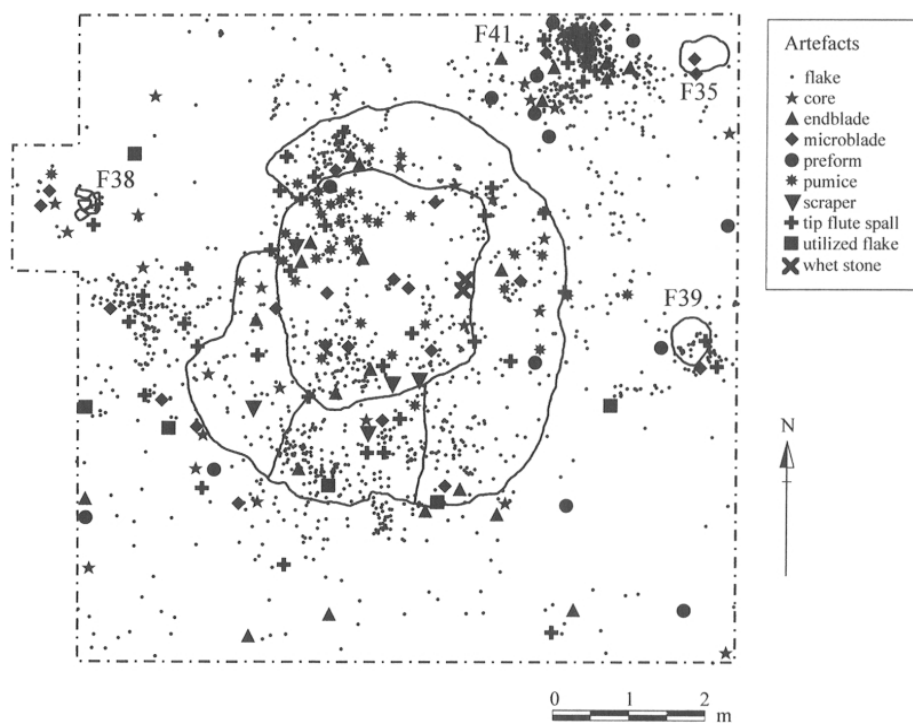 F41
F35
F38
F39
Artefacts
flake
core
endblade
microblade
preform
pumice
scraper
tip flute spall
utilized flake
whet stone
N
0 1 2
m